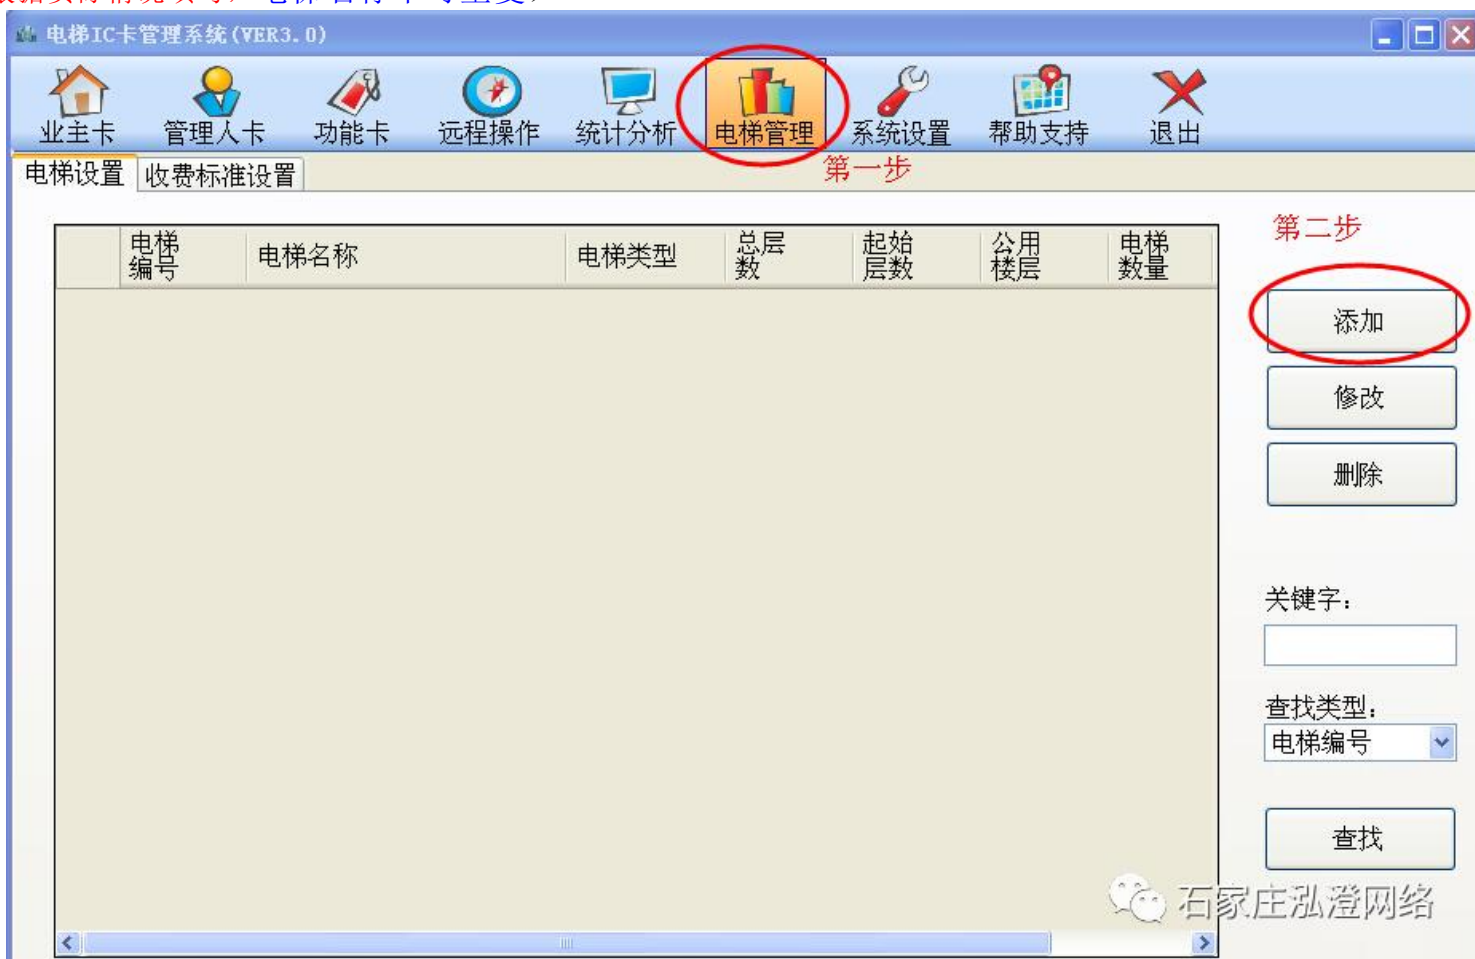 电梯IC卡管理系统(VER3.0)
业主卡 管理人卡 功能卡 远程操作 统计分析 电梯管理 系统设置 帮助支持 退出
电梯设置 收费标准设置
第一步
第二步
电梯编号 电梯名称 电梯类型 总层数 起始层数 公用楼层 电梯数量
添加
修改
删除
关键字：
查找类型：
电梯编号
查找
石家庄泓澄网络